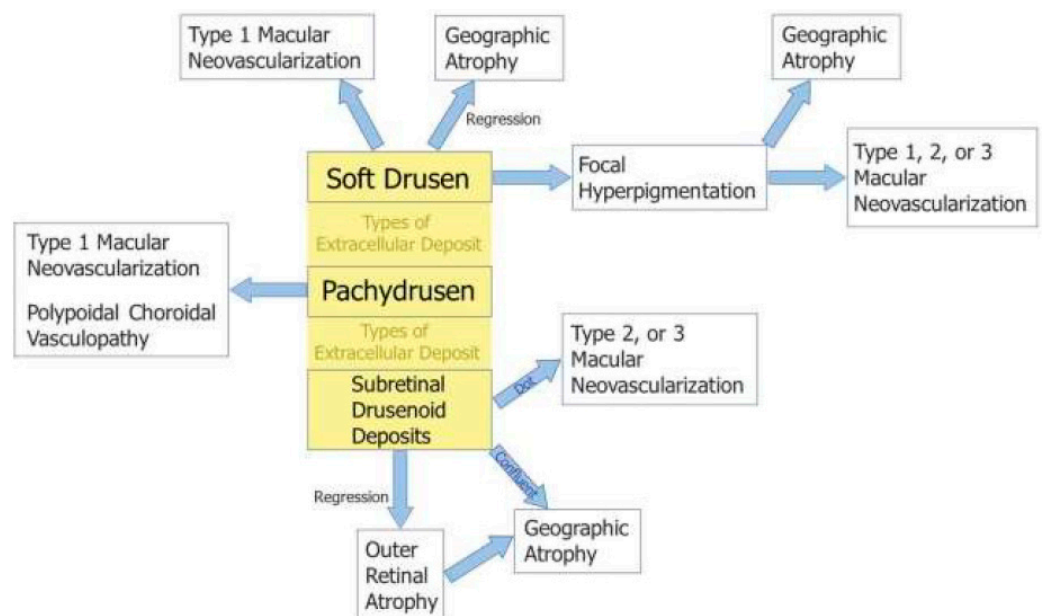 Type 1 Macular
Neovascularization
Geographic
Atrophy
Geographic
Atrophy
Regression
Soft Drusen
Focal
Hyperpigmentation
Type 1, 2, or 3
Macular
Neovascularization
Types of
Extracellular Deposit
Type 1 Macular
Neovascularization
Polypoidal Choroidal
Vasculopathy
Pachydrusen
Types of
Extracellular Deposit
Type 2, or 3
Macular
Neovascularization
Dot
Subretinal
Drusenoid
Deposits
Confluent
Regression
Outer
Retinal
Atrophy
Geographic
Atrophy